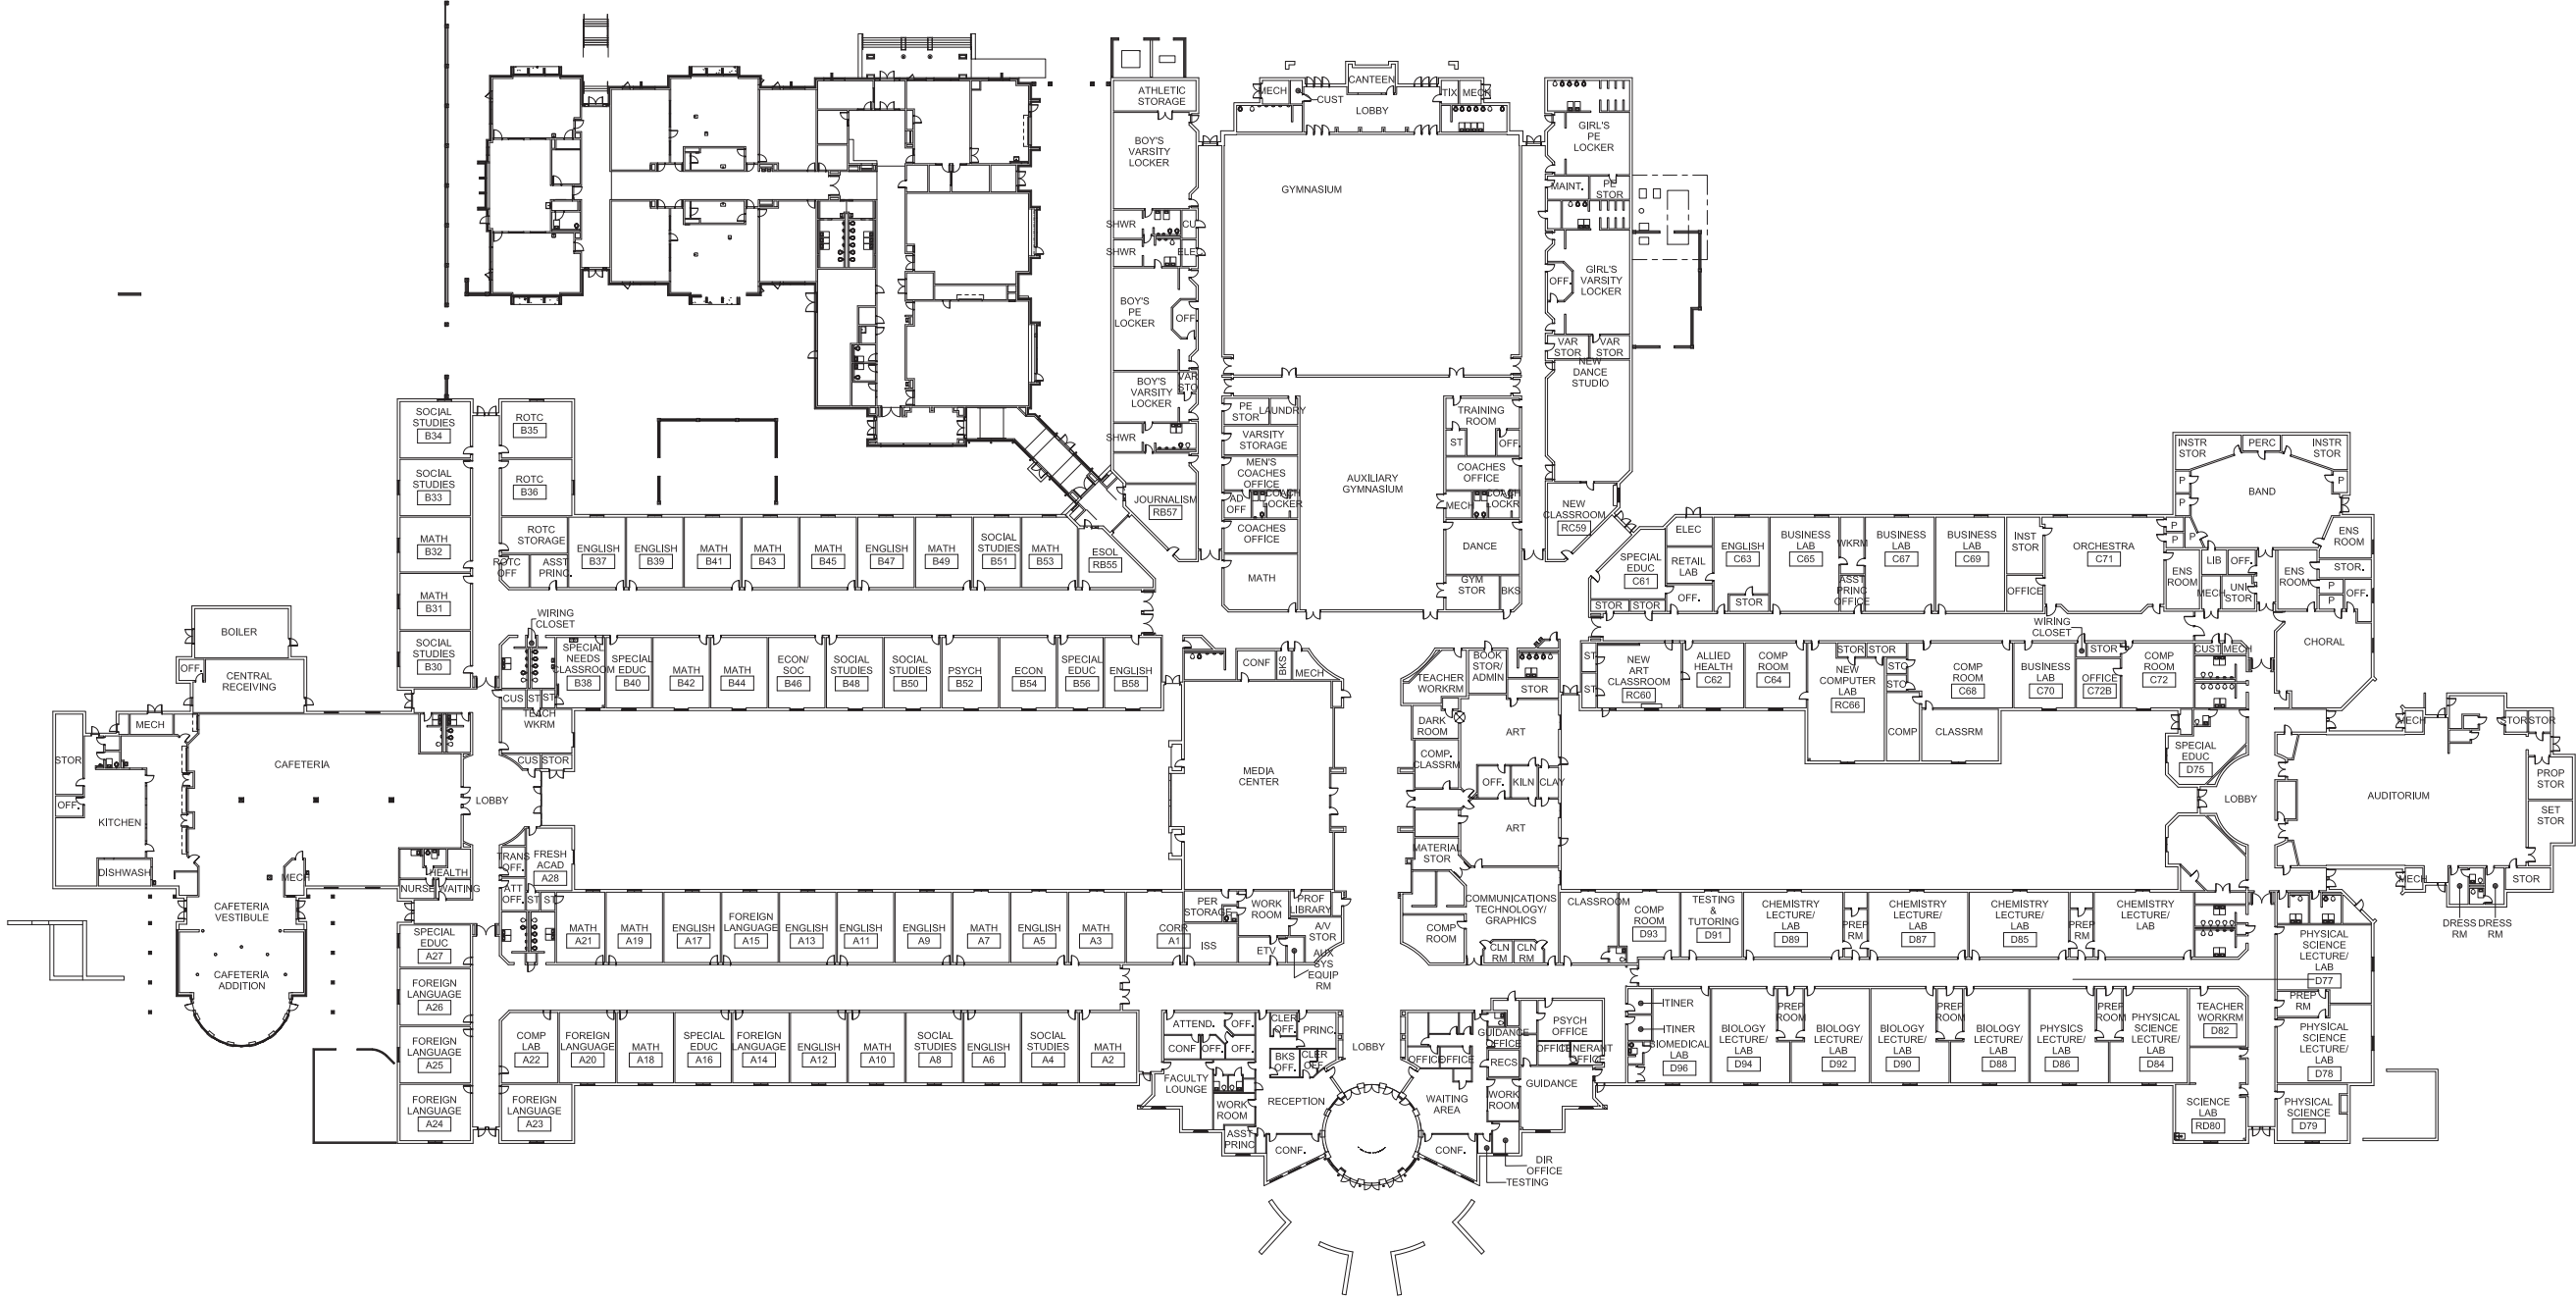 ATHLETIC
STORAGE
MECH
CUST
CANTEEN
LOBBY
TIX
MECH
GIRL'S
PE
LOCKER
BOY'S
VARSITY
LOCKER
GYMNASIUM
MAINT.
PE
STOR
SHWR
CU
SHWR
ELEC
BOY'S
PE
LOCKER
OFF.
OFF.
GIRL'S
VARSITY
LOCKER
VAR
STOR
VAR
STOR
NEW
DANCE
STUDIO
BOY'S
VARSITY
LOCKER
VAR
STO
SHWR
PE
STOR
LAUNDRY
VARSITY
STORAGE
MEN'S
COACHES
OFFICE
AD
OFF
COACH
LOCKER
COACHES
OFFICE
MATH
AUXILIARY
GYMNASIUM
TRAINING
ROOM
ST
OFF.
COACHES
OFFICE
MECH
COACH
LOCKR
DANCE
GYM
STOR
BKS
JOURNALISM
RB57
NEW
CLASSROOM
RC59
SOCIAL
STUDIES
B34
ROTC
B35
SOCIAL
STUDIES
B33
ROTC
B36
MATH
B32
ROTC
STORAGE
ROTC
OFF
ASST
PRINC.
ENGLISH
B37
ENGLISH
B39
MATH
B41
MATH
B43
MATH
B45
ENGLISH
B47
MATH
B49
SOCIAL
STUDIES
B51
MATH
B53
ESOL
RB55
MATH
B31
SOCIAL
STUDIES
B30
WIRING
CLOSET
SPECIAL
NEEDS
CLASSROOM
B38
SPECIAL
EDUC
B40
MATH
B42
MATH
B44
ECON/
SOC
B46
SOCIAL
STUDIES
B48
SOCIAL
STUDIES
B50
PSYCH
B52
ECON
B54
SPECIAL
EDUC
B56
ENGLISH
B58
CUS
ST
ST
TEACH
WKRM
CUS
STOR
BOILER
OFF.
CENTRAL
RECEIVING
MECH
STOR
OFF.
KITCHEN
DISHWASH
CAFETERIA
LOBBY
MECH
HEALTH
NURSE
WAITING
CAFETERIA
VESTIBULE
CAFETERIA
ADDITION
TRANS
OFF.
FRESH
ACAD
A28
ATT
OFF.
ST
ST
CONF
BKS
MECH
MEDIA
CENTER
PER
STORAGE
WORK
ROOM
PROF
LIBRARY
ISS
ETV
A/V
STOR
AUX
SYS
EQUIP
RM
TEACHER
WORKRM
BOOK
STOR/
ADMIN
STOR
DARK
ROOM
ART
COMP.
CLASSRM
OFF.
KILN
CLAY
ART
MATERIAL
STOR
COMP
ROOM
COMMUNICATIONS
TECHNOLOGY/
GRAPHICS
CLN
RM
CLN
RM
CLASSROOM
SPECIAL
EDUC
C61
ELEC
RETAIL
LAB
OFF.
STOR
STOR
ENGLISH
C63
STOR
BUSINESS
LAB
C65
WKRM
ASST
PRINC
OFFICE
BUSINESS
LAB
C67
BUSINESS
LAB
C69
INST
STOR
OFFICE
ORCHESTRA
C71
INSTR
STOR
PERC
INSTR
STOR
BAND
P
P
P
P
P
P
ENS
ROOM
LIB
OFF.
MECH
UNI
STOR
ENS
ROOM
ENS
ROOM
STOR.
P
P
OFF.
CHORAL
ST
ST
NEW
ART
CLASSROOM
RC60
ALLIED
HEALTH
C62
COMP
ROOM
C64
NEW
COMPUTER
LAB
RC66
STOR
STOR
STO
STO
COMP
CLASSRM
COMP
ROOM
C68
BUSINESS
LAB
C70
WIRING
CLOSET
STOR
OFFICE
C72B
COMP
ROOM
C72
CUST
MECH
SPECIAL
EDUC
D75
LOBBY
AUDITORIUM
MECH
STOR
STOR
PROP
STOR
SET
STOR
MECH
STOR
DRESS
RM
DRESS
RM
SPECIAL
EDUC
A27
MATH
A21
MATH
A19
ENGLISH
A17
FOREIGN
LANGUAGE
A15
ENGLISH
A13
ENGLISH
A11
ENGLISH
A9
MATH
A7
ENGLISH
A5
MATH
A3
CORR
A1
COMP
ROOM
D93
TESTING
&
TUTORING
D91
CHEMISTRY
LECTURE/
LAB
D89
PREP
RM
CHEMISTRY
LECTURE/
LAB
D87
CHEMISTRY
LECTURE/
LAB
D85
PREP
RM
CHEMISTRY
LECTURE/
LAB
PHYSICAL
SCIENCE
LECTURE/
LAB
D77
PREP
RM
PHYSICAL
SCIENCE
LECTURE/
LAB
D78
PHYSICAL
SCIENCE
D79
FOREIGN
LANGUAGE
A26
FOREIGN
LANGUAGE
A25
FOREIGN
LANGUAGE
A24
COMP
LAB
A22
FOREIGN
LANGUAGE
A20
MATH
A18
SPECIAL
EDUC
A16
FOREIGN
LANGUAGE
A14
ENGLISH
A12
MATH
A10
SOCIAL
STUDIES
A8
ENGLISH
A6
SOCIAL
STUDIES
A4
MATH
A2
FOREIGN
LANGUAGE
A23
ATTEND.
OFF.
CONF
OFF.
OFF.
CLER
OFF.
PRINC.
BKS
OFF.
CLER
OFF.
FACULTY
LOUNGE
WORK
ROOM
ASST
PRINC
RECEPTION
CONF.
LOBBY
OFFICE
OFFICE
WAITING
AREA
CONF.
GUIDANCE
OFFICE
RECS
WORK
ROOM
PSYCH
OFFICE
OFFICE
OFFICE
GUIDANCE
DIR
OFFICE
TESTING
ITINER
ITINER
BIOMEDICAL
LAB
D96
BIOLOGY
LECTURE/
LAB
D94
PREP
ROOM
BIOLOGY
LECTURE/
LAB
D92
BIOLOGY
LECTURE/
LAB
D90
PREP
ROOM
BIOLOGY
LECTURE/
LAB
D88
PHYSICS
LECTURE/
LAB
D86
PREP
ROOM
PHYSICAL
SCIENCE
LECTURE/
LAB
D84
TEACHER
WORKRM
D82
SCIENCE
LAB
RD80